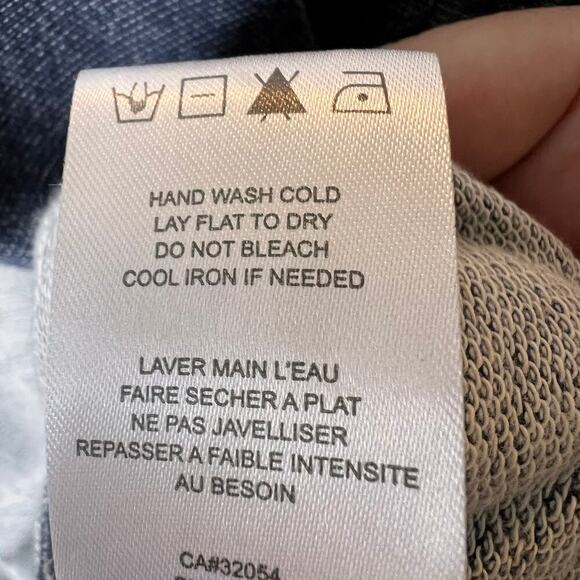 HAND WASH COLD
LAY FLAT TO DRY
DO NOT BLEACH
COOL IRON IF NEEDED
LAVER MAIN L'EAU
FAIRE SECHER A PLAT
NE PAS JAVELLISER
REPASSER A FAIBLE INTENSITE
AU BESOIN
CA#32054